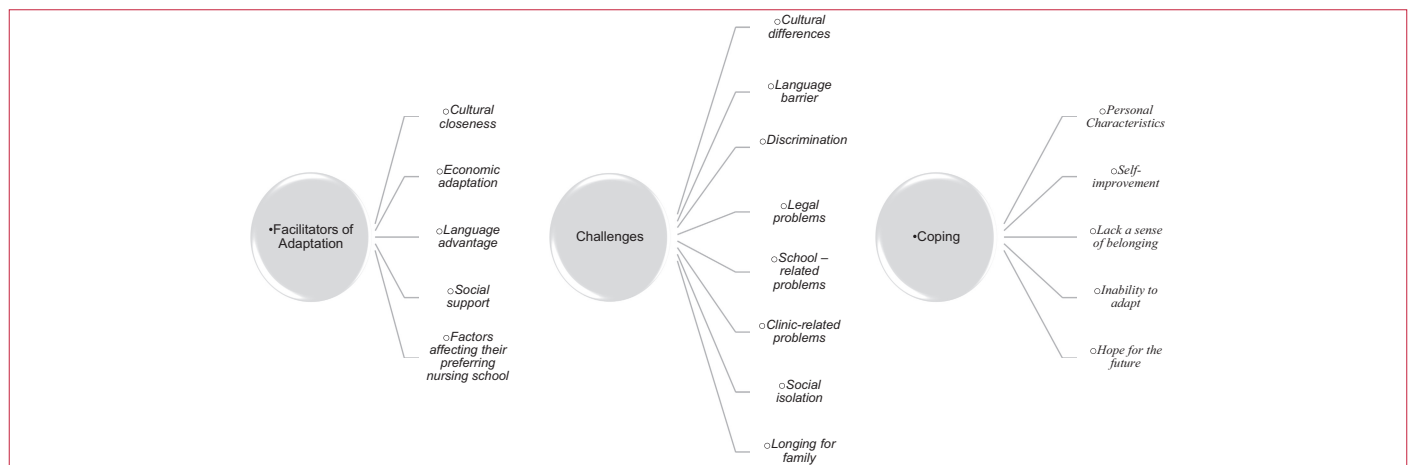 •Facilitators of
Adaptation
○Cultural
closeness
○Economic
adaptation
○Language
advantage
○Social
support
○Factors
affecting their
preferring
nursing school
Challenges
○Cultural
differences
○Language
barrier
○Discrimination
○Legal
problems
○School –
related
problems
○Clinic-related
problems
○Social
isolation
○Longing for
family
•Coping
○Personal
Characteristics
○Self-
improvement
○Lack a sense
of belonging
○Inability to
adapt
○Hope for the
future